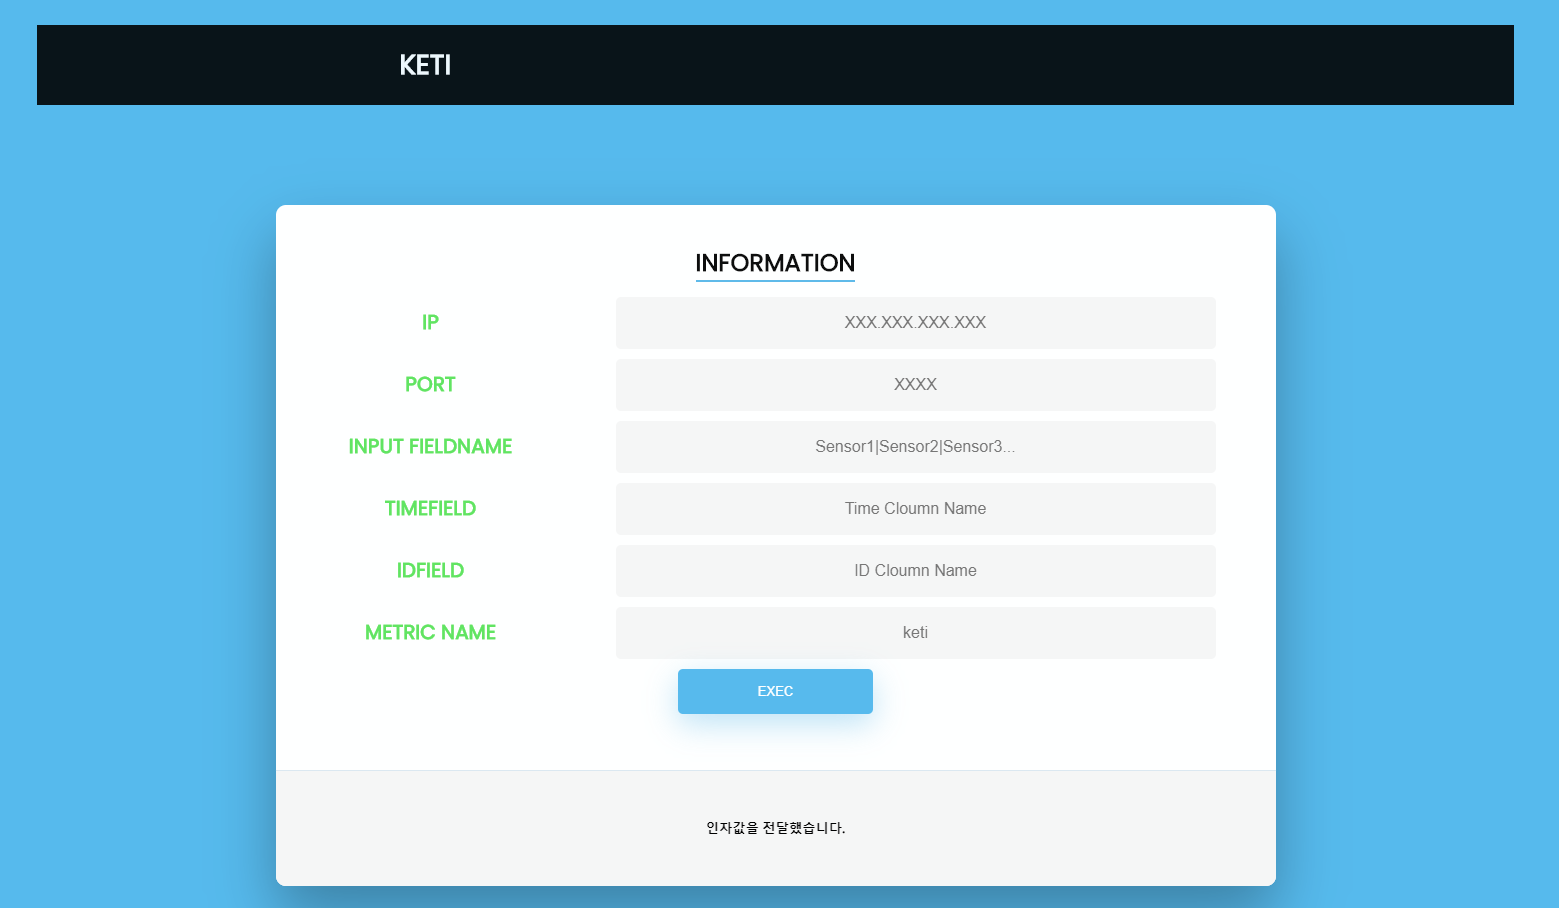 KETI
INFORMATION
IP
XXX.XXX.XXX.XXX
PORT
XXXX
INPUT FIELDNAME
Sensor1|Sensor2|Sensor3...
TIMEFIELD
Time Cloumn Name
IDFIELD
ID Cloumn Name
METRIC NAME
keti
EXEC
인자값을 전달했습니다.